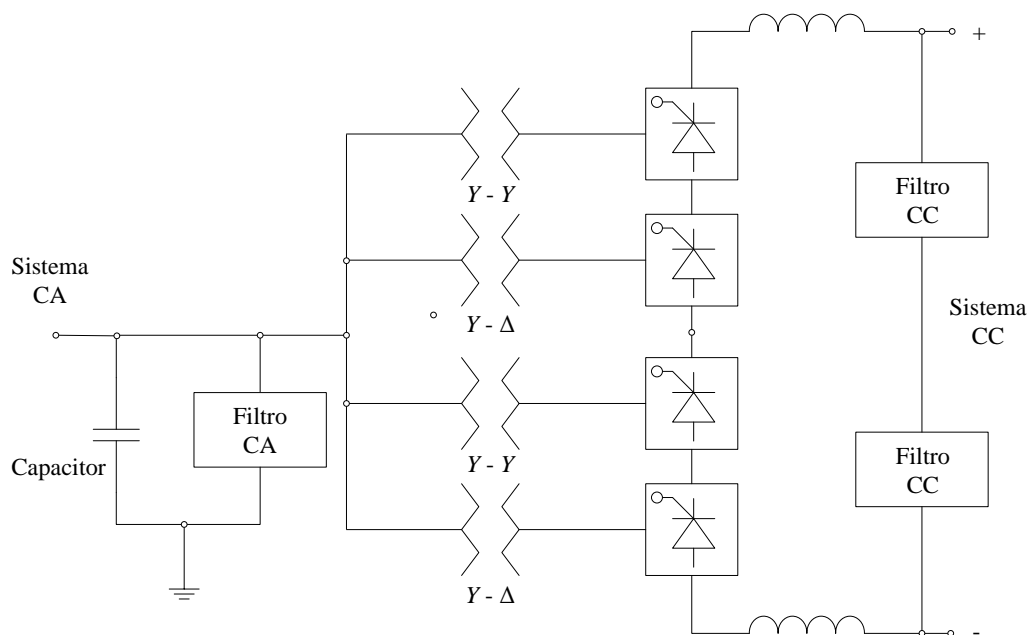 +
Y - Y
Filtro
CC
Sistema
CA
Y - Δ
Sistema
CC
Filtro
CA
Capacitor
Y - Y
Filtro
CC
Y - Δ
-